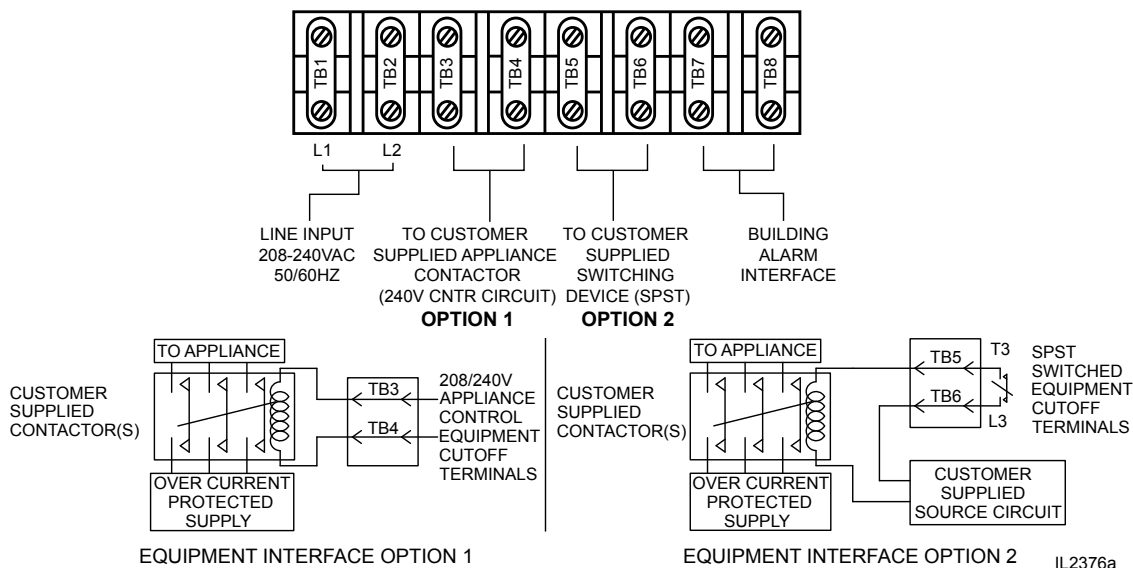 TB1 TB2 TB3 TB4 TB5 TB6 TB7 TB8
L1 L2
LINE INPUT
208-240VAC
50/60HZ
TO CUSTOMER
SUPPLIED APPLIANCE
CONTACTOR
(240V CNTR CIRCUIT)
OPTION 1
TO CUSTOMER
SUPPLIED
SWITCHING
DEVICE (SPST)
OPTION 2
BUILDING
ALARM
INTERFACE
TO APPLIANCE
CUSTOMER
SUPPLIED
CONTACTOR(S)
TB3
TB4
208/240V
APPLIANCE
CONTROL
EQUIPMENT
CUTOFF
TERMINALS
OVER CURRENT
PROTECTED
SUPPLY
EQUIPMENT INTERFACE OPTION 1
TO APPLIANCE
CUSTOMER
SUPPLIED
CONTACTOR(S)
TB5
TB6
T3
L3
SPST
SWITCHED
EQUIPMENT
CUTOFF
TERMINALS
OVER CURRENT
PROTECTED
SUPPLY
CUSTOMER
SUPPLIED
SOURCE CIRCUIT
EQUIPMENT INTERFACE OPTION 2
IL2376a